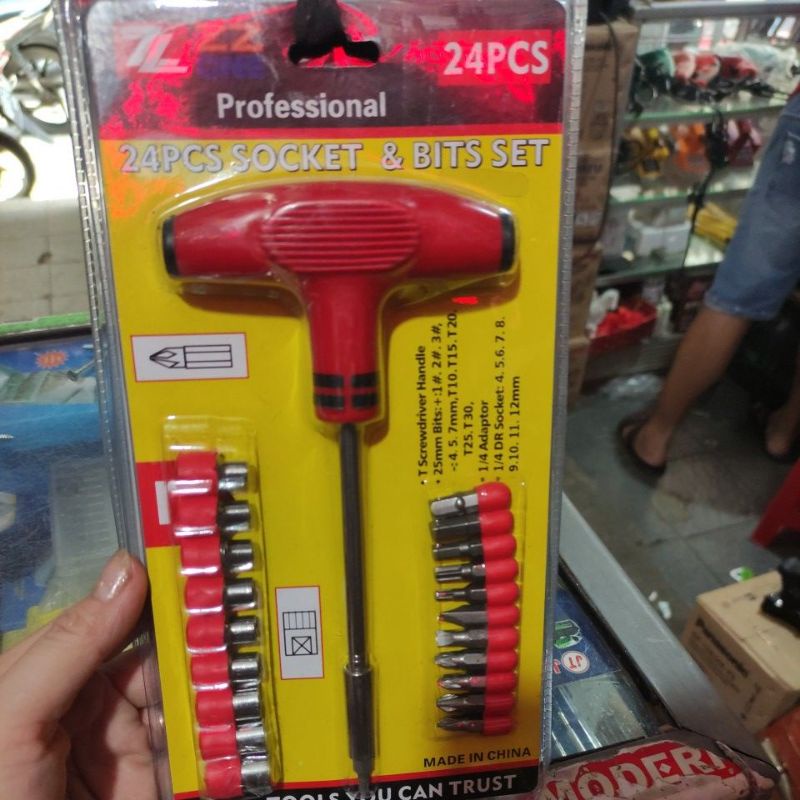 24PCS
Professional
24PCS SOCKET & BITS SET
• T Screwdriver Handle
• 25mm Bits:+:1#. 2#. 3#,
-: 4. 5. 7mm,T10. T15. T20.
T25. T30,
• 1/4 Adaptor
• 1/4 DR Socket: 4. 5.6. 7. 8.
9.10. 11. 12mm
MADE IN CHINA
TOOLS YOU CAN TRUST
Panasonic
MODER